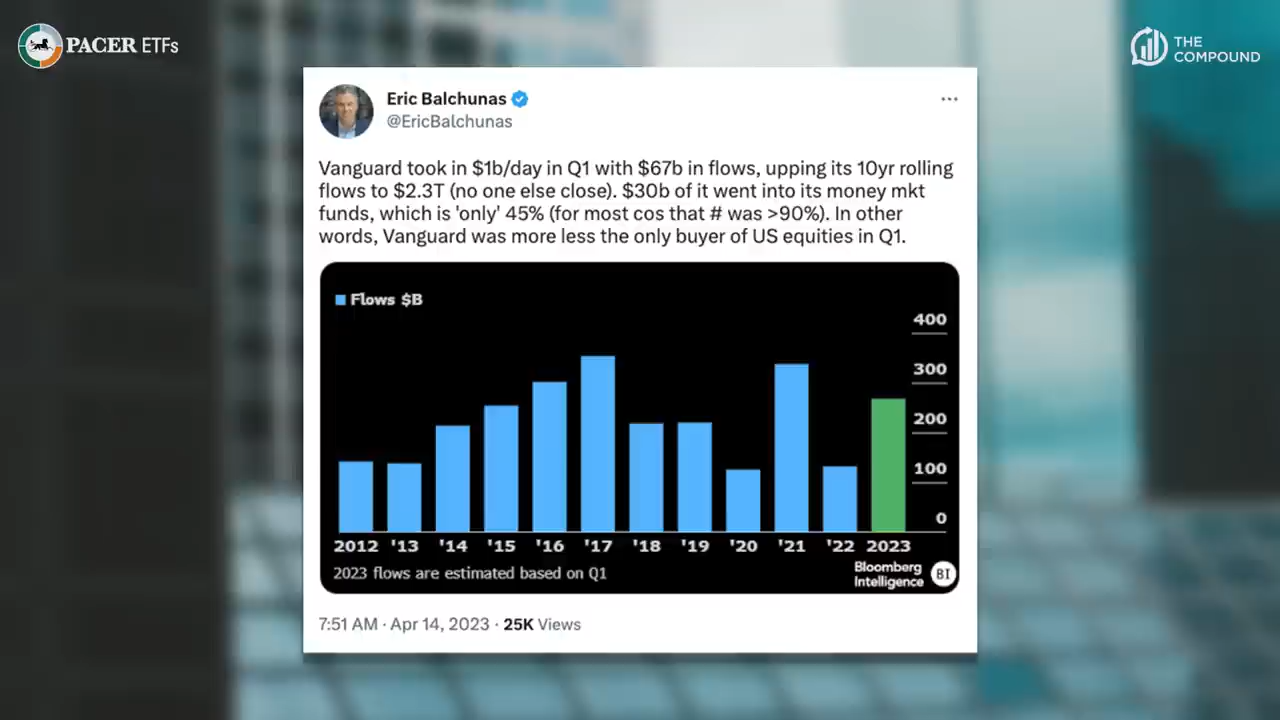 PACER ETFs
THE
COMPOUND
Eric Balchunas
@EricBalchunas
Vanguard took in $1b/day in Q1 with $67b in flows, upping its 10yr rolling
flows to $2.3T (no one else close). $30b of it went into its money mkt
funds, which is 'only' 45% (for most cos that # was >90%). In other
words, Vanguard was more less the only buyer of US equities in Q1.
Flows $B
400
300
200
100
0
2012 '13 '14 '15 '16 '17 '18 '19 '20 '21 '22 2023
2023 flows are estimated based on Q1
Bloomberg
Intelligence BI
7:51 AM · Apr 14, 2023 · 25K Views